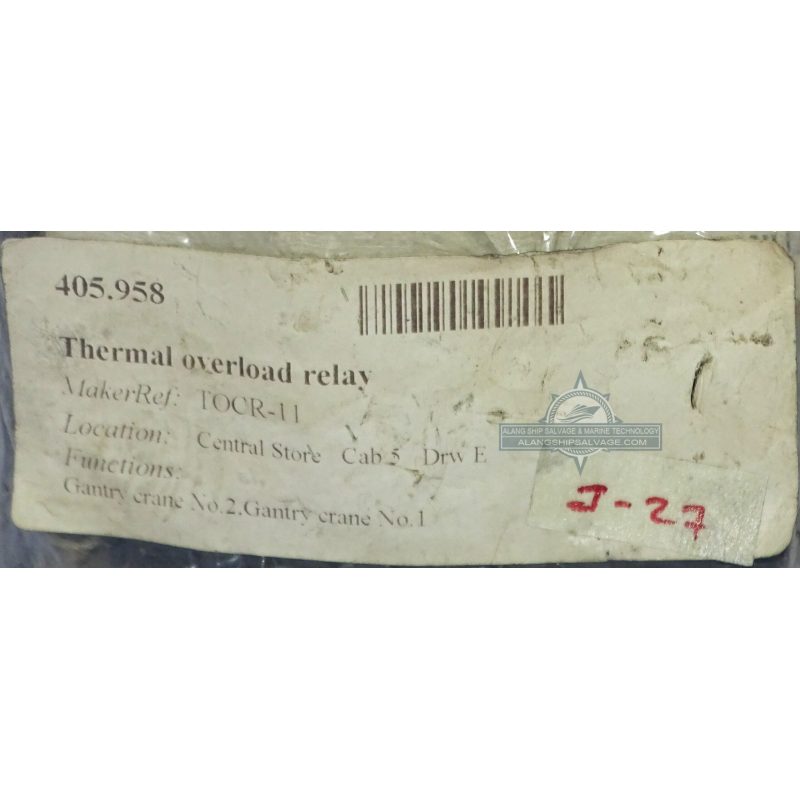 405.958
Thermal overload relay
MakerRef: TOCR-11
Location: Central Store Cab 5 Drw E
Functions:
Gantry crane No.2.Gantry crane No.1
ALANG SHIP SALVAGE & MARINE TECHNOLOGY
ALANGSHIPSALVAGE.COM
J-27